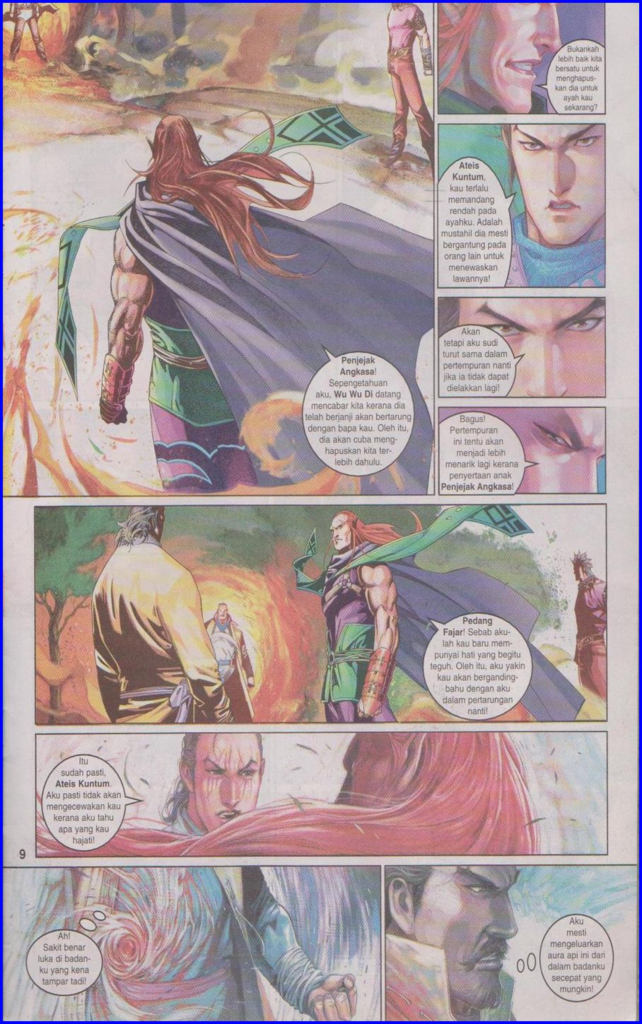 Bukankah
lebih baik kita
bersatu untuk
menghapus-
kan dia untuk
ayah kau
sekarang?
Ateis
Kuntum,
kau terlalu
memandang
rendah pada
ayahku. Adalah
mustahil dia mesti
bergantung pada
orang lain untuk
menewaskan
lawannya!
Akan
tetapi aku sudi
turut sama dalam
pertempuran nanti
jika ia tidak dapat
dielakkan lagi!
Penjejak
Angkasa!
Sepengetahuan
aku, Wu Wu Di datang
mencabar kita kerana dia
telah berjanji akan bertarung
dengan bapa kau. Oleh itu,
dia akan cuba meng-
hapuskan kita ter-
lebih dahulu.
Bagus!
Pertempuran
ini tentu akan
menjadi lebih
menarik lagi kerana
penyertaan anak
Penjejak Angkasa!
Pedang
Fajar! Sebab aku-
lah kau baru mem-
punyai hati yang begitu
teguh. Oleh itu, aku yakin
kau akan berganding-
bahu dengan aku
dalam pertarungan
nanti!
Itu
sudah pasti,
Ateis Kuntum.
Aku pasti tidak akan
mengecewakan kau
kerana aku tahu
apa yang kau
hajati!
9
Ah!
Sakit benar
luka di badan-
ku yang kena
tampar tadi!
Aku
mesti
mengeluarkan
aura api ini dari
dalam badanku
secepat yang
mungkin!